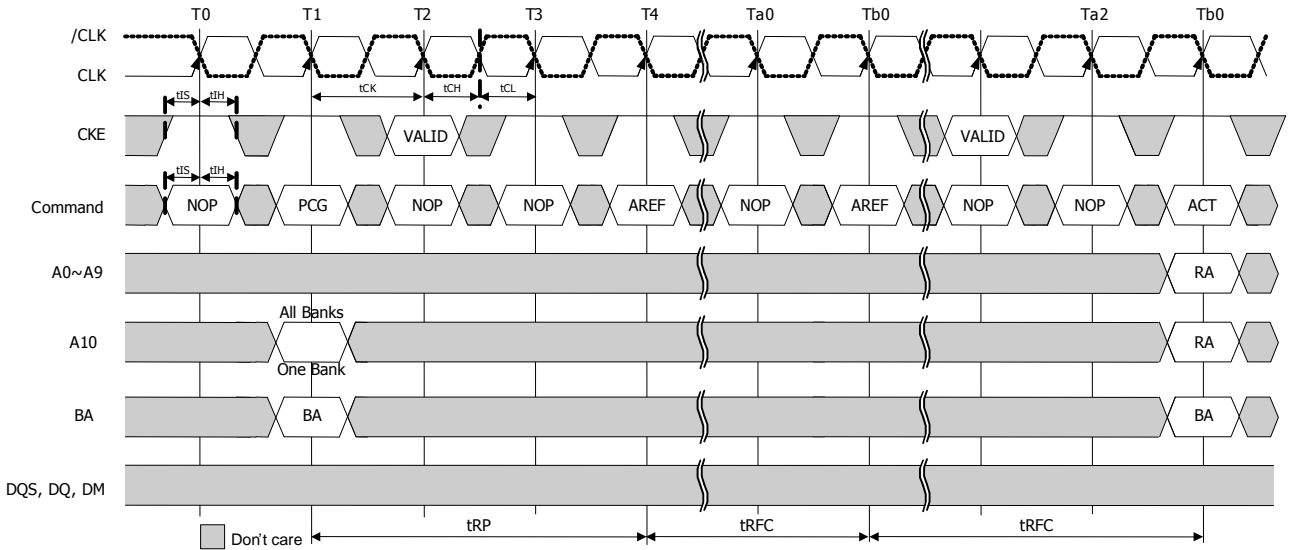 T0 T1 T2 T3 T4 Ta0 Tb0 Ta2 Tb0
/CLK
CLK
tCK tCH tCL
tIS tIH
CKE VALID VALID
tIS tIH
Command NOP PCG NOP NOP AREF NOP AREF NOP NOP ACT
A0~A9 RA
All Banks
A10 RA
One Bank
BA BA BA
DQS, DQ, DM
tRP tRFC tRFC
Don't care